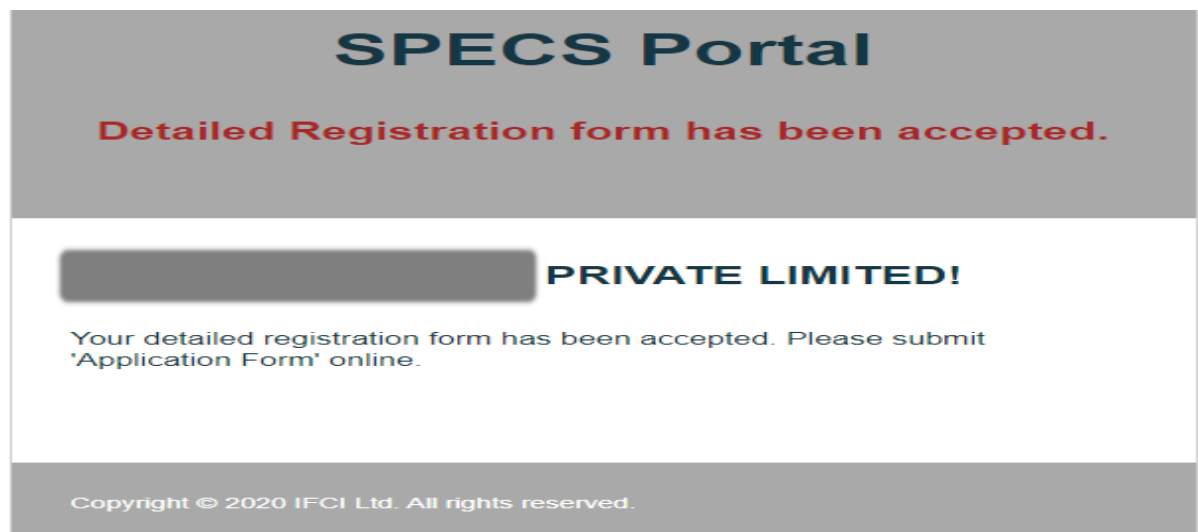 SPECS Portal
Detailed Registration form has been accepted.
PRIVATE LIMITED!
Your detailed registration form has been accepted. Please submit
'Application Form' online.
Copyright © 2020 IFCI Ltd. All rights reserved.